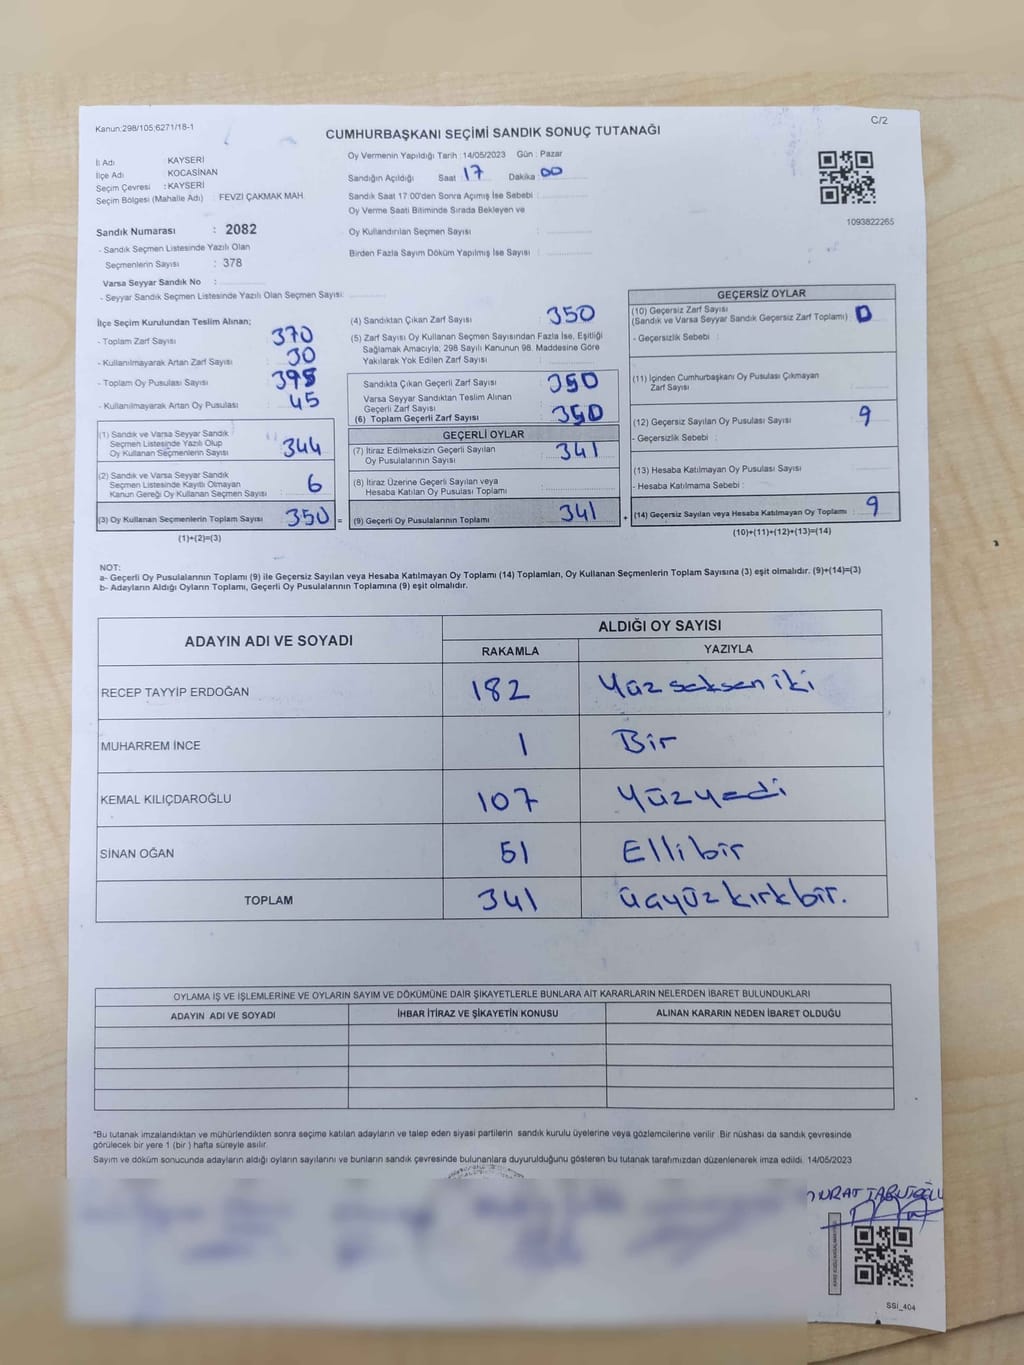 Kanun:298/105;6271/18-1
C/2
CUMHURBAŞKANI SEÇİMİ SANDIK SONUÇ TUTANAĞI
İl Adı : KAYSERİ
İlçe Adı : KOCASİNAN
Seçim Çevresi : KAYSERİ
Seçim Bölgesi (Mahalle Adı) : FEVZI ÇAKMAK MAH.
Sandık Numarası : 2082
- Sandık Seçmen Listesinde Yazılı Olan
Seçmenlerin Sayısı : 378
Varsa Seyyar Sandık No :
- Seyyar Sandık Seçmen Listesinde Yazılı Olan Seçmen Sayısı:
Oy Vermenin Yapıldığı Tarih : 14/05/2023 Gün : Pazar
Sandığın Açıldığı Saat 17 Dakika 00
Sandık Saat 17:00'den Sonra Açımış İse Sebebi :
Oy Verme Saati Bitiminde Sırada Bekleyen ve
Oy Kullandırılan Seçmen Sayısı :
Birden Fazla Sayım Döküm Yapılmış İse Sayısı :
1093822265
İlçe Seçim Kurulundan Teslim Alınan;
- Toplam Zarf Sayısı : 370
- Kullanılmayarak Artan Zarf Sayısı : 30
- Toplam Oy Pusulası Sayısı : 395
- Kullanılmayarak Artan Oy Pusulası : 45
(1) Sandık ve Varsa Seyyar Sandık
Seçmen Listesinde Yazılı Olup
Oy Kullanan Seçmenlerin Sayısı : 344
(2) Sandık ve Varsa Seyyar Sandık
Seçmen Listesinde Kayıtlı Olmayan
Kanun Gereği Oy Kullanan Seçmen Sayısı : 6
(3) Oy Kullanan Seçmenlerin Toplam Sayısı : 350 =
(1)+(2)=(3)
(4) Sandıktan Çıkan Zarf Sayısı : 350
(5) Zarf Sayısı Oy Kullanan Seçmen Sayısından Fazla İse, Eşitliği
Sağlamak Amacıyla, 298 Sayılı Kanunun 98. Maddesine Göre
Yakılarak Yok Edilen Zarf Sayısı :
Sandıkta Çıkan Geçerli Zarf Sayısı : 350
Varsa Seyyar Sandıktan Teslim Alınan
Geçerli Zarf Sayısı :
(6) Toplam Geçerli Zarf Sayısı : 350
GEÇERLİ OYLAR
(7) İtiraz Edilmeksizin Geçerli Sayılan
Oy Pusulalarının Sayısı : 341
(8) İtiraz Üzerine Geçerli Sayılan veya
Hesaba Katılan Oy Pusulası Toplamı :
(9) Geçerli Oy Pusulalarının Toplamı : 341 +
GEÇERSİZ OYLAR
(10) Geçersiz Zarf Sayısı
(Sandık ve Varsa Seyyar Sandık Geçersiz Zarf Toplamı) : 0
- Geçersizlik Sebebi :
(11) İçinden Cumhurbaşkanı Oy Pusulası Çıkmayan
Zarf Sayısı :
(12) Geçersiz Sayılan Oy Pusulası Sayısı : 9
- Geçersizlik Sebebi :
(13) Hesaba Katılmayan Oy Pusulası Sayısı :
- Hesaba Katılmama Sebebi :
(14) Geçersiz Sayılan veya Hesaba Katılmayan Oy Toplamı : 9
(10)+(11)+(12)+(13)=(14)
NOT:
a- Geçerli Oy Pusulalarının Toplamı (9) ile Geçersiz Sayılan veya Hesaba Katılmayan Oy Toplamı (14) Toplamları, Oy Kullanan Seçmenlerin Toplam Sayısına (3) eşit olmalıdır. (9)+(14)=(3)
b- Adayların Aldığı Oyların Toplamı, Geçerli Oy Pusulalarının Toplamına (9) eşit olmalıdır.
ADAYIN ADI VE SOYADI ALDIĞI OY SAYISI
RAKAMLA YAZIYLA
RECEP TAYYİP ERDOĞAN 182 Yüz seksen iki
MUHARREM İNCE 1 Bir
KEMAL KILIÇDAROĞLU 107 Yüzyedi
SİNAN OĞAN 51 Ellibir
TOPLAM 341 üçyüzkırkbir.
OYLAMA İŞ VE İŞLEMLERİNE VE OYLARIN SAYIM VE DÖKÜMÜNE DAİR ŞİKAYETLERLE BUNLARA AİT KARARLARIN NELERDEN İBARET BULUNDUKLARI
ADAYIN ADI VE SOYADI İHBAR İTİRAZ VE ŞİKAYETİN KONUSU ALINAN KARARIN NEDEN İBARET OLDUĞU
*Bu tutanak imzalandıktan ve mühürlendikten sonra seçime katılan adayların ve talep eden siyasi partilerin sandık kurulu üyelerine veya gözlemcilerine verilir. Bir nüshası da sandık çevresinde
görülecek bir yere 1 (bir ) hafta süreyle asılır.
Sayım ve döküm sonucunda adayların aldığı oyların sayılarını ve bunların sandık çevresinde bulunanlara duyurulduğunu gösteren bu tutanak tarafımızdan düzenlenerek imza edildi. 14/05/2023
SSİ_404